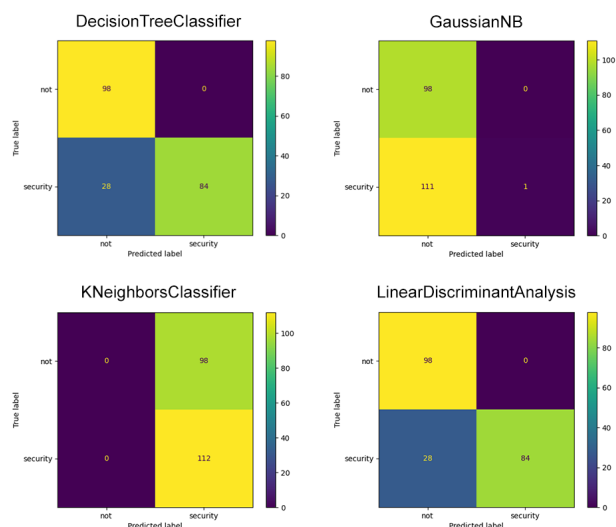 DecisionTreeClassifier
not
security
True label
98
0
28
84
not
security
Predicted label
80
60
40
20
0
GaussianNB
not
security
True label
98
0
111
1
not
security
Predicted label
100
80
60
40
20
0
KNeighborsClassifier
not
security
True label
0
98
0
112
not
security
Predicted label
100
80
60
40
20
0
LinearDiscriminantAnalysis
not
security
True label
98
0
28
84
not
security
Predicted label
80
60
40
20
0